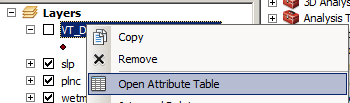 Layers
3D Analys
VT_D
Copy
Analysis T
Remove
slp
plnc
Open Attribute Table
wetm